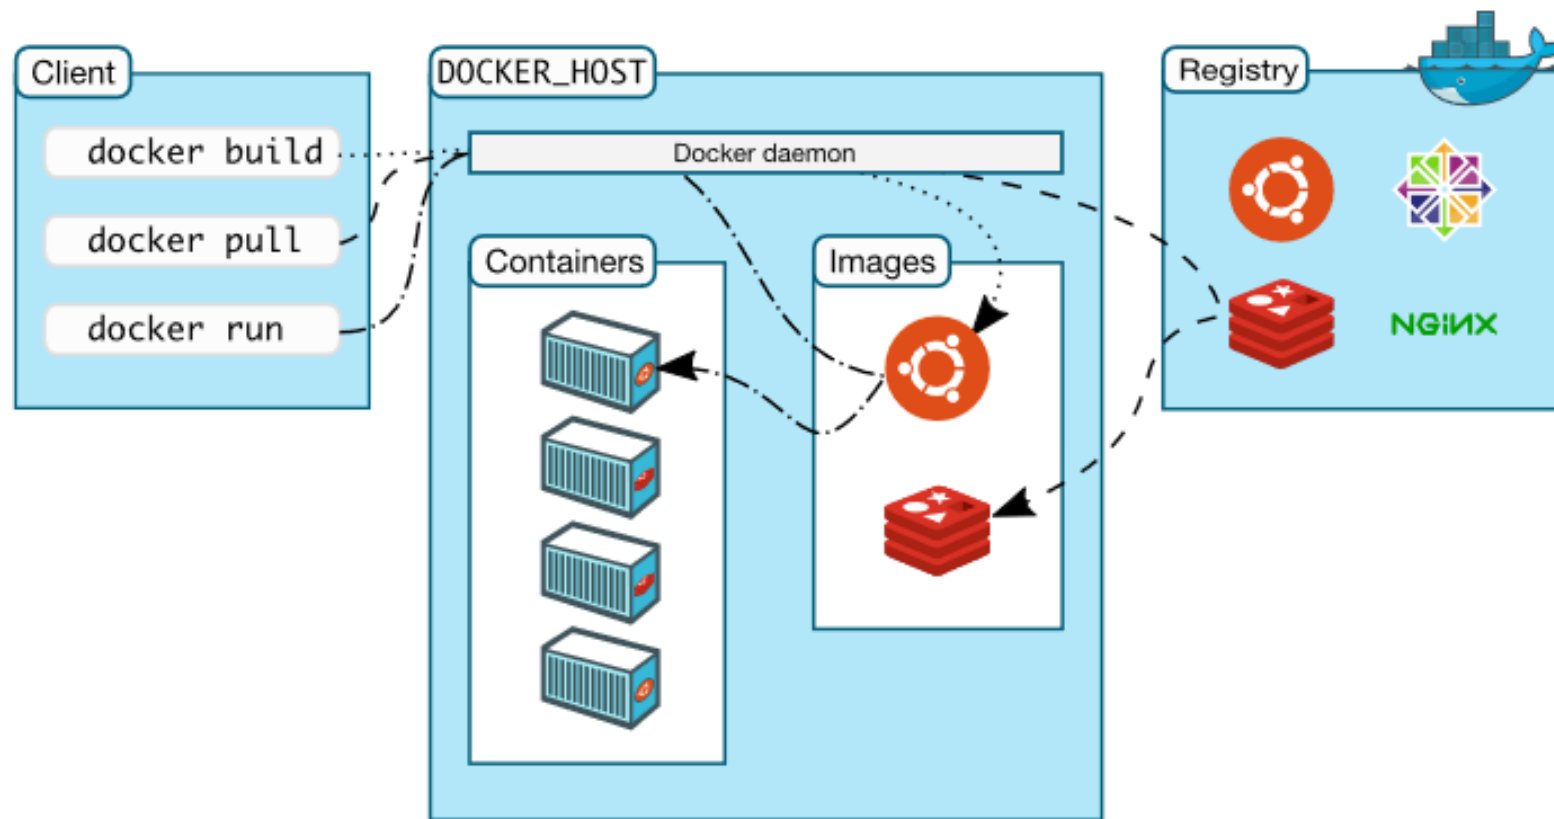 Client
docker build
docker pull
docker run
DOCKER_HOST
Docker daemon
Containers
Images
Registry
NGINX